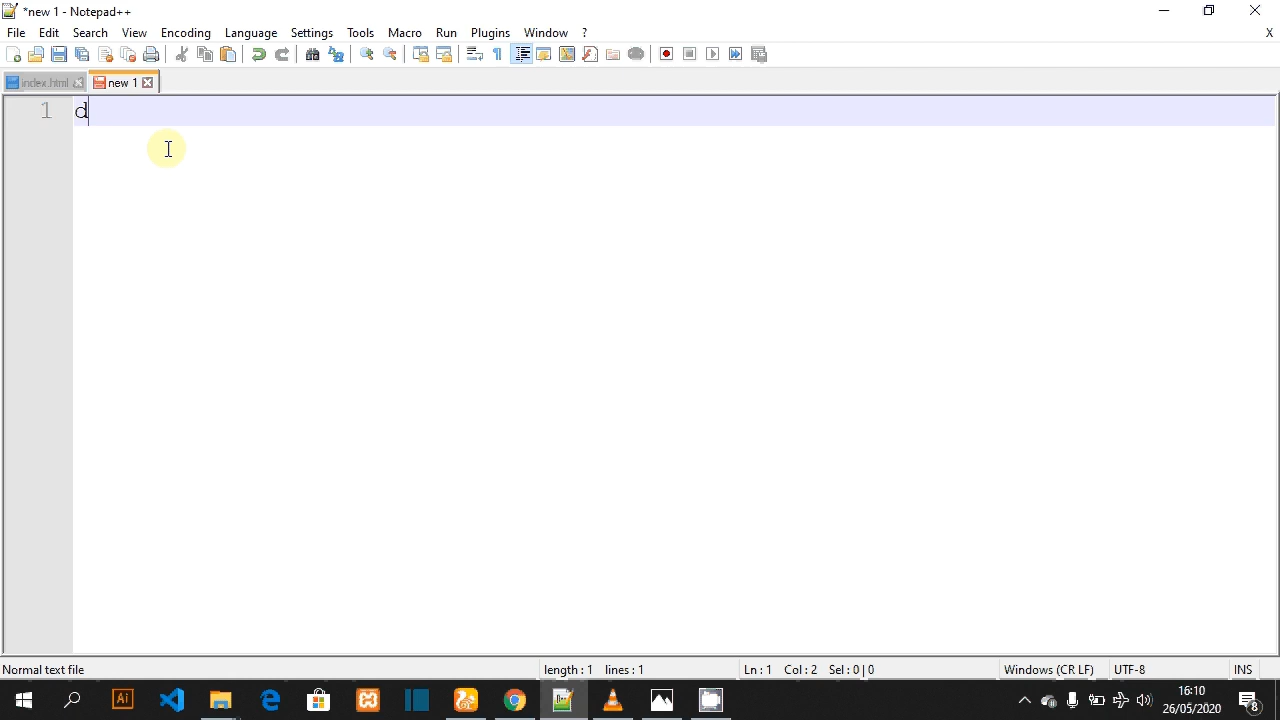 *new 1 - Notepad++
File Edit Search View Encoding Language Settings Tools Macro Run Plugins Window ? X
index.html new 1
1 d
Normal text file length : 1 lines : 1 Ln : 1 Col : 2 Sel : 0 | 0 Windows (CR LF) UTF-8 INS
Ai 16:10
26/05/2020 8